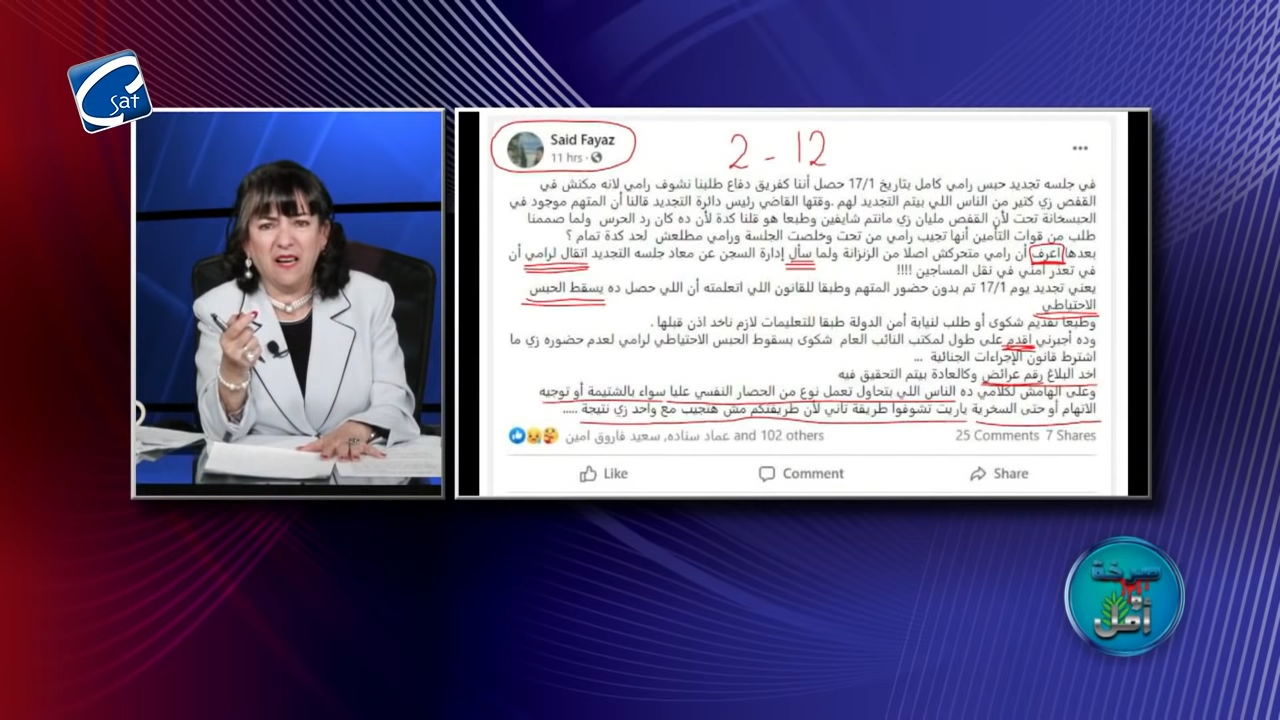 C
Sat
Said Fayaz
11 hrs ·
2 - 12
في جلسه تجديد حبس رامي كامل بتاريخ 17/1 حصل أننا كفريق دفاع طلبنا نشوف رامي لانه مكنش في
القفص زي كتير من الناس اللي بيتم التجديد لهم .وقتها القاضي رئيس دائرة التجديد قالنا أن المتهم موجود في
الحبسخانة تحت لأن القفص مليان زي مانتم شايفين وطبعا هو قلنا كدة لأن ده كان رد الحرس ولما صممنا
طلب من قوات التأمين أنها تجيب رامي من تحت وخلصت الجلسة ورامي مطلعش لحد كدة تمام ؟
بعدها اعرف أن رامي متحركش اصلا من الزنزانة ولما سأل إدارة السجن عن معاد جلسه التجديد اتقال لرامي أن
في تعذر أمني في نقل المساجين !!!!
يعني تجديد يوم 17/1 تم بدون حضور المتهم وطبقا للقانون اللي اتعلمته أن اللي حصل ده يسقط الحبس
الاحتياطي
وطبعا تقديم شكوى أو طلب لنيابة أمن الدولة طبقا للتعليمات لازم ناخد اذن قبلها .
وده أجبرني اقدم على طول لمكتب النائب العام شكوى بسقوط الحبس الاحتياطي لرامي لعدم حضوره زي ما
اشترط قانون الإجراءات الجنائية ...
اخد البلاغ رقم عرائض وكالعادة بيتم التحقيق فيه
وعلى الهامش لكلامي ده الناس اللي بتحاول تعمل نوع من الحصار النفسي عليا سواء بالشتيمة أو توجيه
الاتهام أو حتى السخرية ياريت تشوفوا طريقة تاني لأن طريقتكم مش هتجيب مع واحد زي نتيجة .....
عماد سناده, سعيد فاروق امين and 102 others
25 Comments 7 Shares
Like
Comment
Share
صرخة
و
أمل